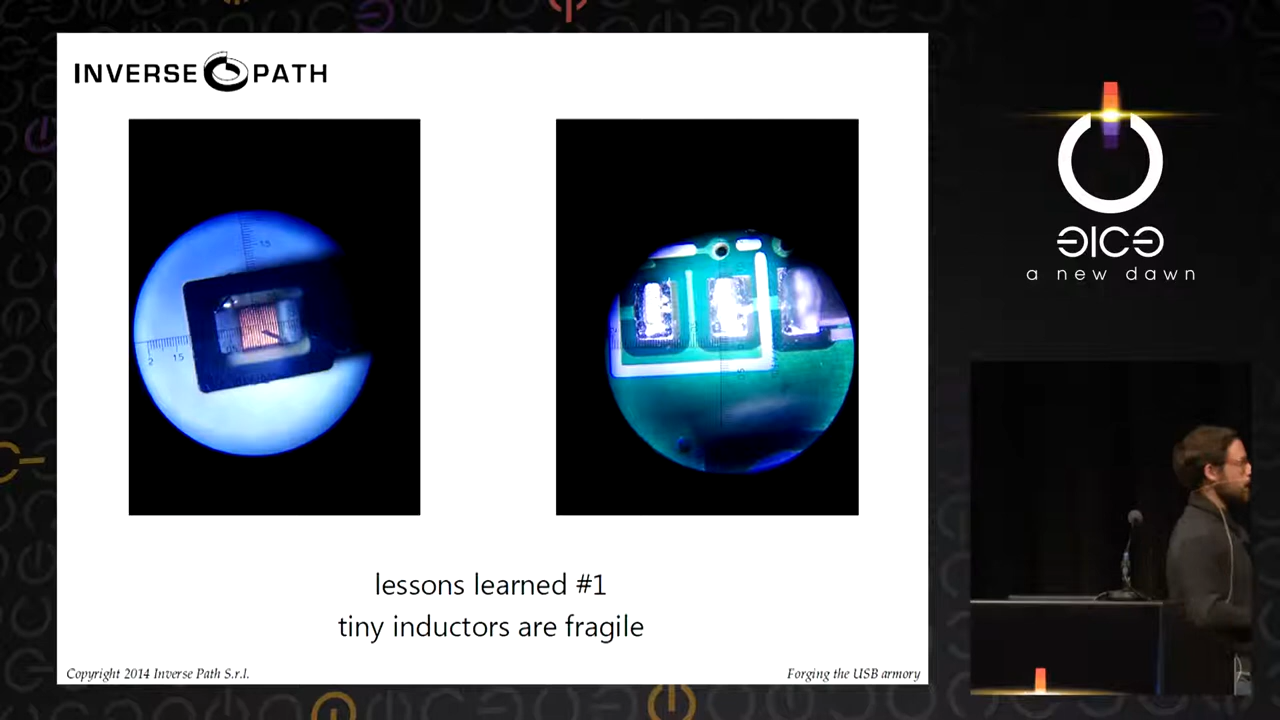 INVERSE PATH
lessons learned #1
tiny inductors are fragile
Copyright 2014 Inverse Path S.r.l.
Forging the USB armory
ƎICƏ
a new dawn